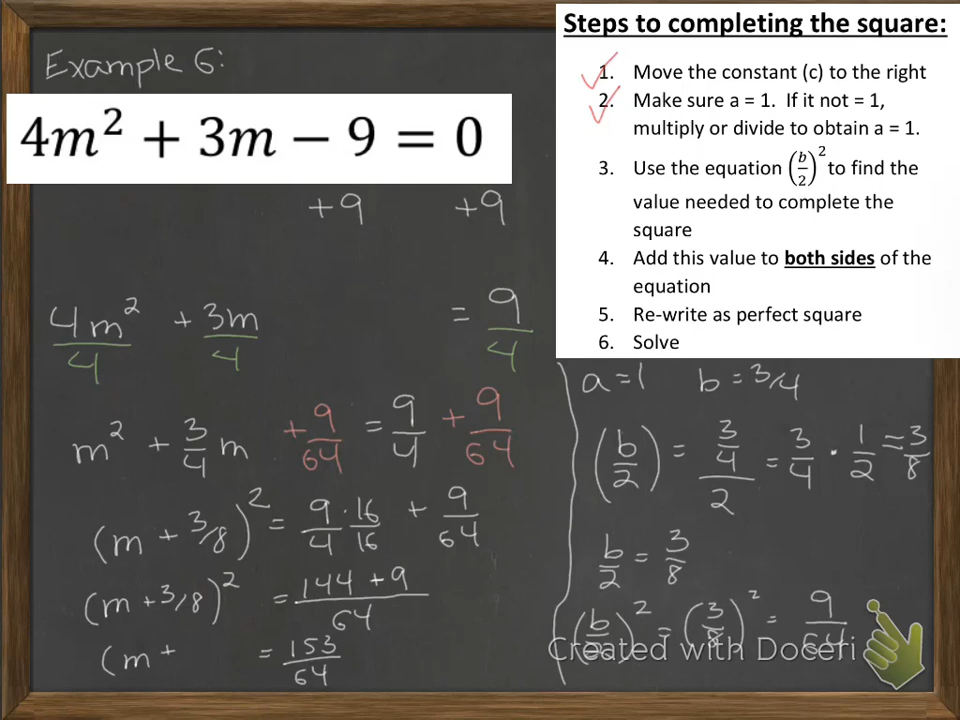 Example 6:
4m² + 3m − 9 = 0
+9 +9
4m²/4 + 3m/4 = 9/4
m² + 3/4 m + 9/64 = 9/4 + 9/64
(m + 3/8)² = 9/4 · 16/16 + 9/64
(m + 3/8)² = 144 + 9/64
(m + = 153/64
Steps to completing the square:
1. Move the constant (c) to the right
2. Make sure a = 1. If it not = 1,
multiply or divide to obtain a = 1.
3. Use the equation (b/2)² to find the
value needed to complete the
square
4. Add this value to both sides of the
equation
5. Re-write as perfect square
6. Solve
a = 1 b = 3/4
(b/2) = 3/4/2 = 3/4 · 1/2 = 3/8
b/2 = 3/8
(b/2)² = (3/8)² = 9/64
Created with Doceri